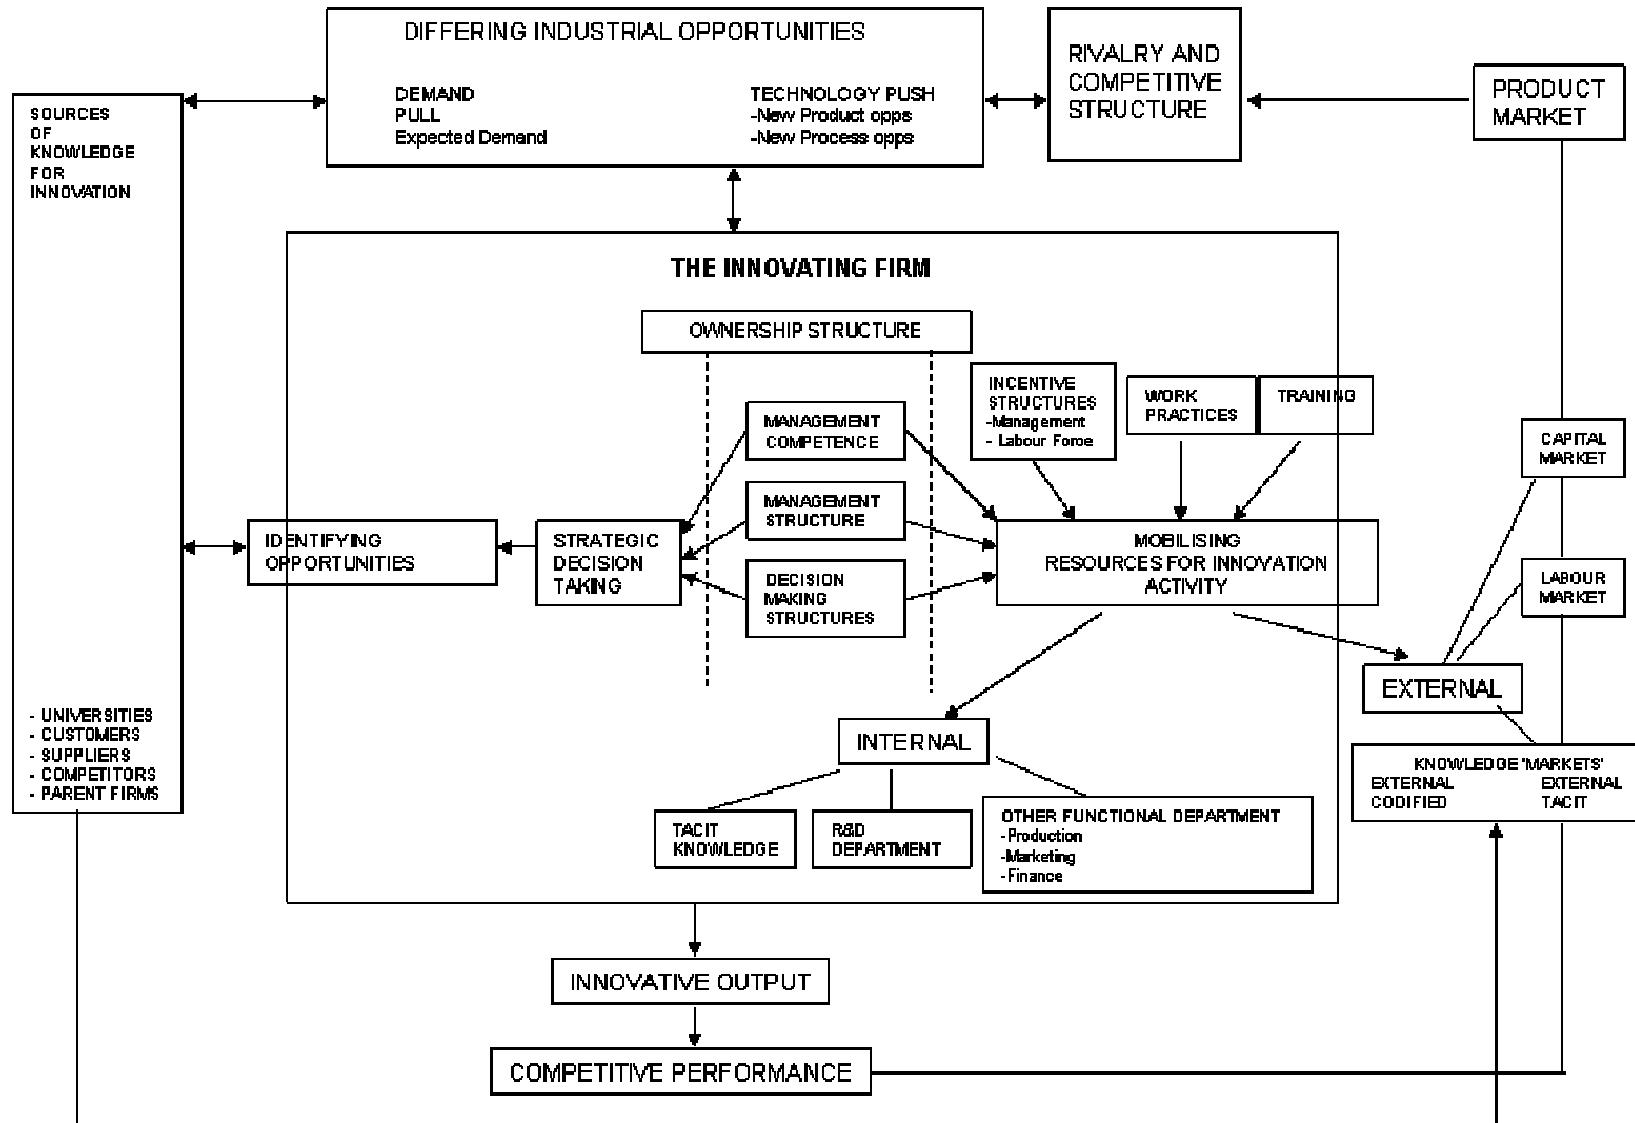 DIFFERING INDUSTRIAL OPPORTUNITIES
DEMAND
PULL
Expected Demand
TECHNOLOGY PUSH
-New Product opps
-New Process opps
RIVALRY AND
COMPETITIVE
STRUCTURE
PRODUCT
MARKET
SOURCES
OF
KNOWLEDGE
FOR
INNOVATION
- UNIVERSITIES
- CUSTOMERS
- SUPPLIERS
- COMPETITORS
- PARENT FIRMS
THE INNOVATING FIRM
OWNERSHIP STRUCTURE
INCENTIVE
STRUCTURES
-Management
- Labour Force
WORK
PRACTICES
TRAINING
MANAGEMENT
COMPETENCE
MANAGEMENT
STRUCTURE
DECISION
MAKING
STRUCTURES
IDENTIFYING
OPPORTUNITIES
STRATEGIC
DECISION
TAKING
MOBILISING
RESOURCES FOR INNOVATION
ACTIVITY
CAPITAL
MARKET
LABOUR
MARKET
EXTERNAL
INTERNAL
KNOWLEDGE 'MARKETS'
EXTERNAL EXTERNAL
CODIFIED TACIT
TACIT
KNOWLEDGE
R&D
DEPARTMENT
OTHER FUNCTIONAL DEPARTMENT
-Production
-Marketing
-Finance
INNOVATIVE OUTPUT
COMPETITIVE PERFORMANCE